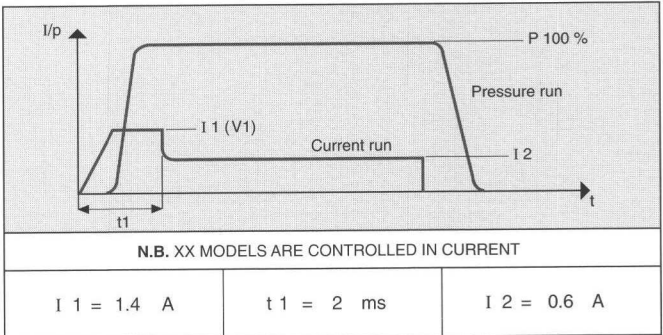 I/p
P 100 %
Pressure run
I 1 (V1)
Current run
I 2
t
t1
N.B. XX MODELS ARE CONTROLLED IN CURRENT
I 1 = 1.4 A
t 1 = 2 ms
I 2 = 0.6 A